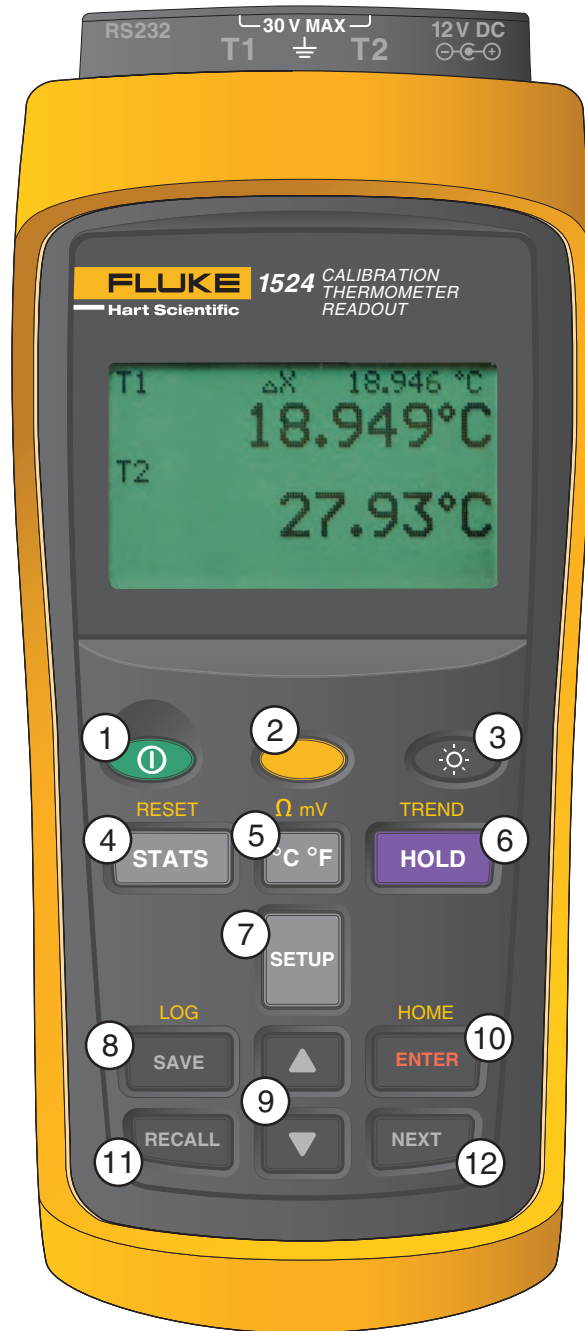 RS232
30 V MAX
12 V DC
T1
T2
FLUKE
Hart Scientific
1524
CALIBRATION
THERMOMETER
READOUT
T1 △X 18.946 °C
18.949°C
T2
27.93°C
1
2
3
RESET
Ω mV
TREND
4
STATS
5
°C °F
HOLD
6
7
SETUP
LOG
HOME
8
SAVE
ENTER
10
9
RECALL
11
NEXT
12